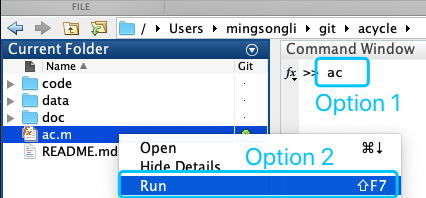 FILE
/ Users mingsongli git acycle
Current Folder
Command Window
Name
Git
fx >> ac
Option 1
code
data
doc
ac.m
README.md
Open ⌘↓
Option 2
Hide Details
Run ⇧F7